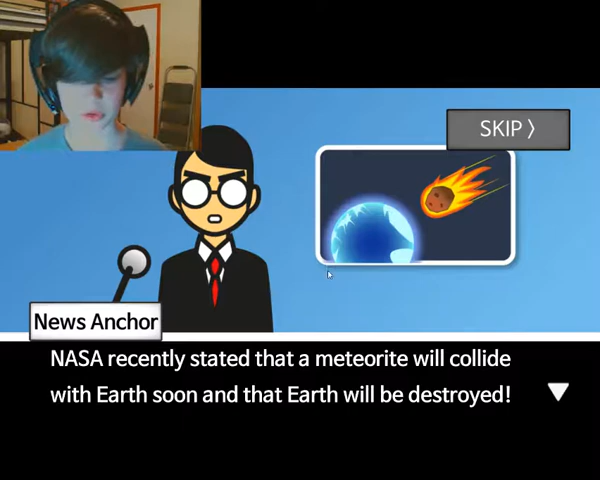 SKIP 〉
News Anchor
NASA recently stated that a meteorite will collide
with Earth soon and that Earth will be destroyed!